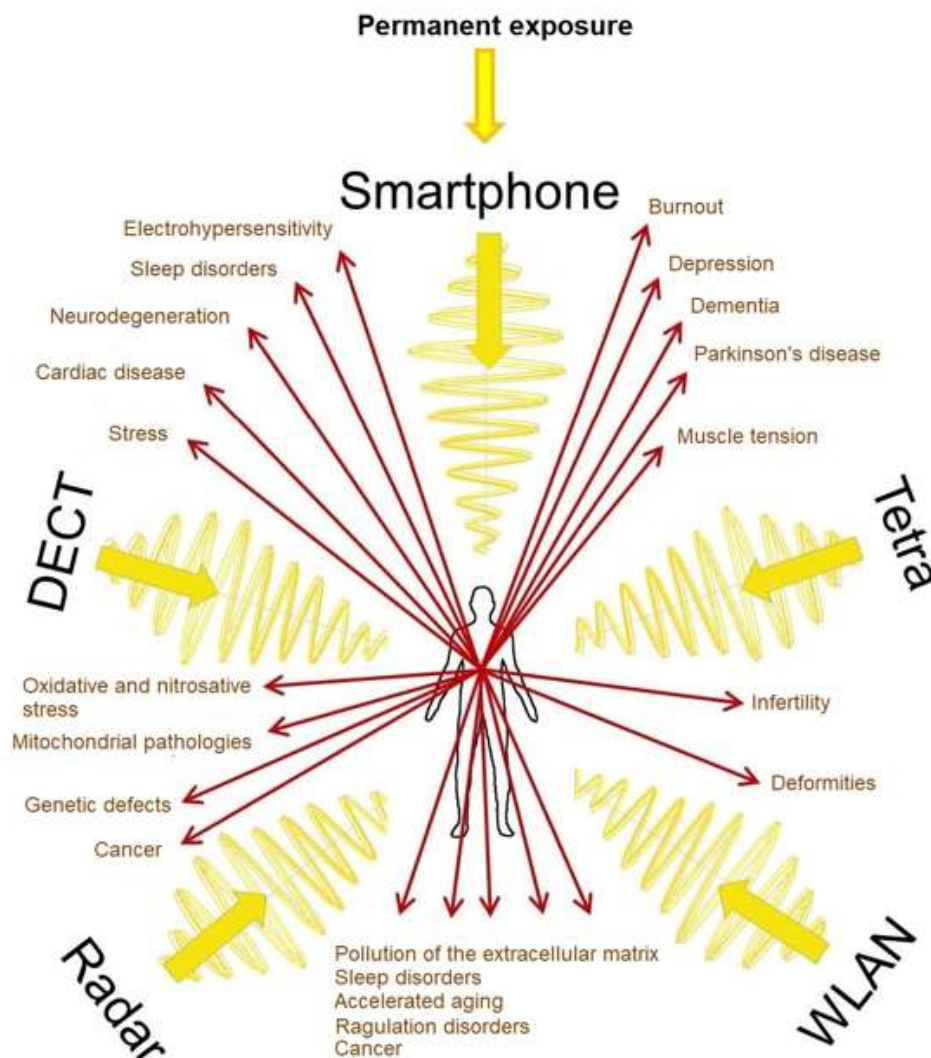 Permanent exposure
Smartphone
Electrohypersensitivity
Sleep disorders
Neurodegeneration
Cardiac disease
Stress
Burnout
Depression
Dementia
Parkinson's disease
Muscle tension
DECT
Tetra
Oxidative and nitrosative
stress
Mitochondrial pathologies
Genetic defects
Cancer
Infertility
Deformities
Radar
WLAN
Pollution of the extracellular matrix
Sleep disorders
Accelerated aging
Ragulation disorders
Cancer